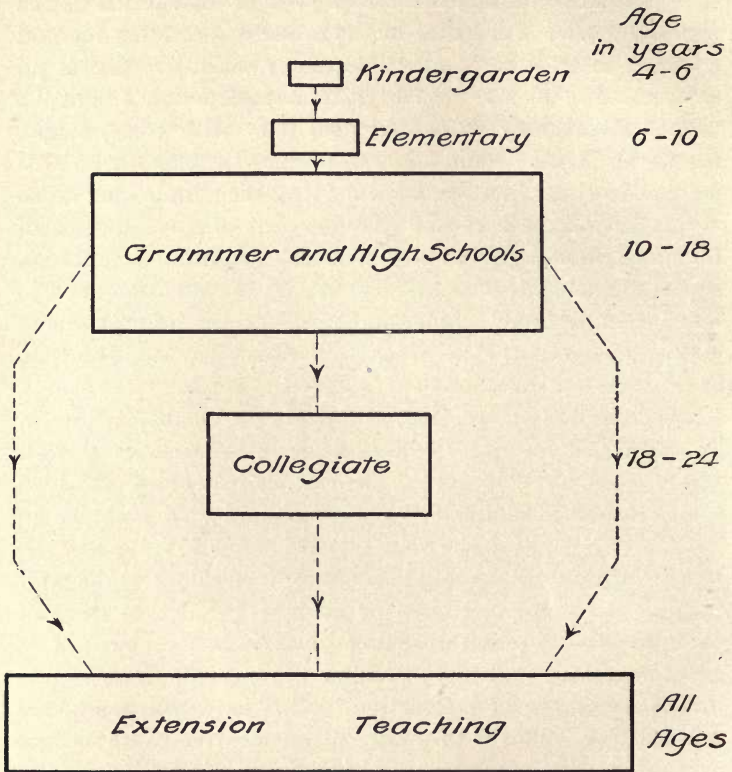 Age
in years
Kindergarden 4-6
Elementary 6-10
Grammer and High Schools 10-18
Collegiate 18-24
Extension Teaching All
Ages